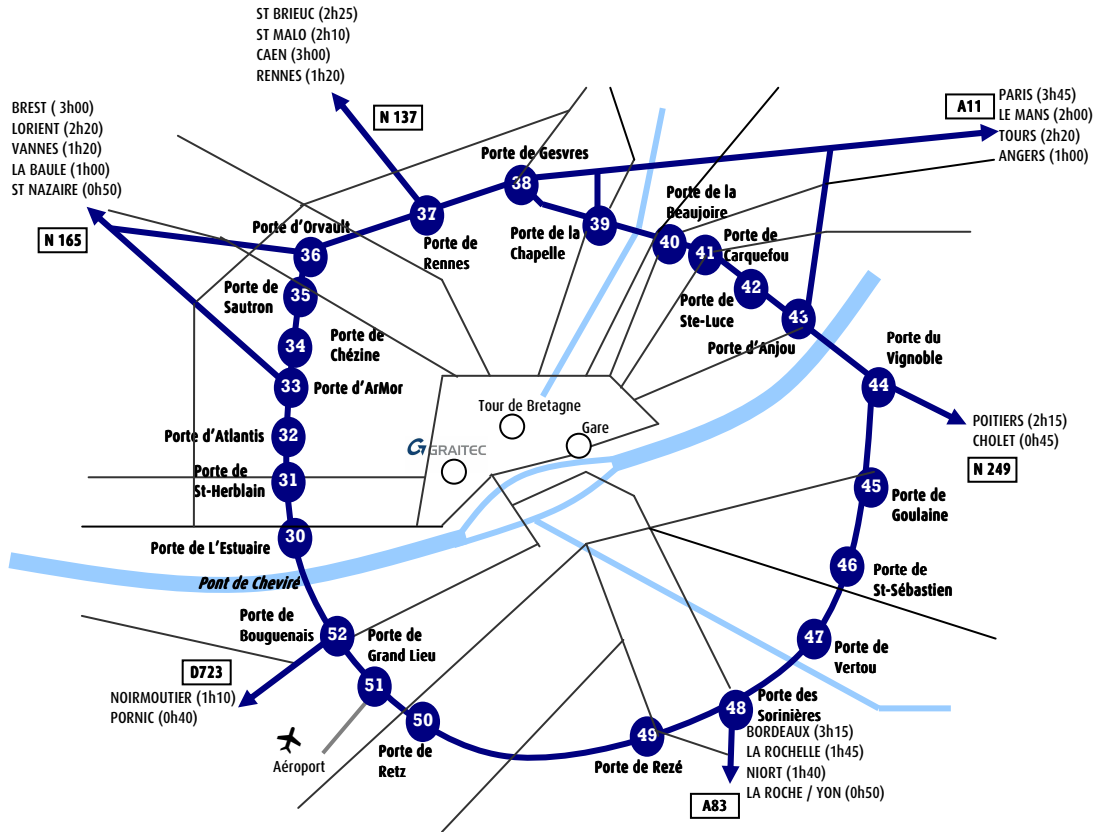 ST BRIEUC (2h25)
ST MALO (2h10)
CAEN (3h00)
RENNES (1h20)
N 137
BREST ( 3h00)
LORIENT (2h20)
VANNES (1h20)
LA BAULE (1h00)
ST NAZAIRE (0h50)
N 165
A11
PARIS (3h45)
LE MANS (2h00)
TOURS (2h20)
ANGERS (1h00)
Porte de Gesvres
38
37
Porte de
Rennes
Porte d'Orvault
36
Porte de la
Chapelle
39
Porte de la
Beaujoire
40
41
Porte de
Carquefou
35
Porte de
Sautron
42
Porte de
Ste-Luce
43
Porte d'Anjou
34
Porte de
Chézine
33
Porte d'ArMor
Porte du
Vignoble
44
POITIERS (2h15)
CHOLET (0h45)
N 249
Tour de Bretagne
Gare
GRAITEC
Porte d'Atlantis
32
Porte de
St-Herblain
31
45
Porte de
Goulaine
30
Porte de L'Estuaire
Pont de Cheviré
46
Porte de
St-Sébastien
Porte de
Bouguenais
52
Porte de
Grand Lieu
47
Porte de
Vertou
D723
NOIRMOUTIER (1h10)
PORNIC (0h40)
51
50
Porte de
Retz
Aéroport
49
Porte de Rezé
48
Porte des
Sorinières
BORDEAUX (3h15)
LA ROCHELLE (1h45)
NIORT (1h40)
LA ROCHE / YON (0h50)
A83